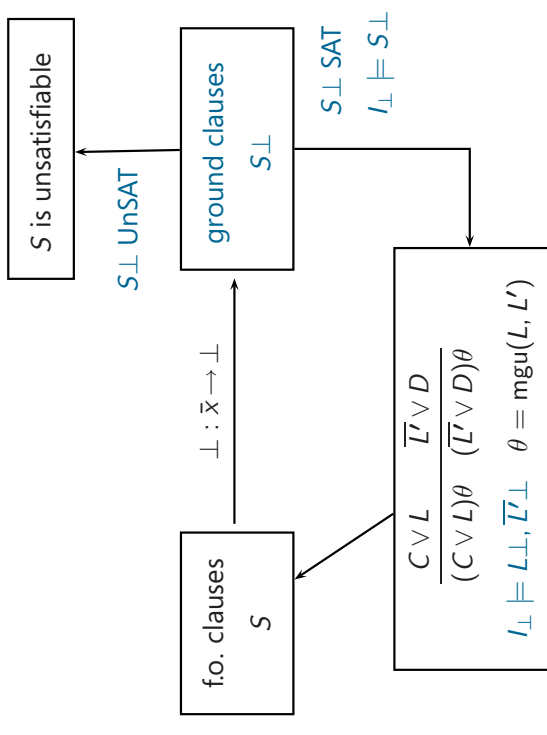 f.o. clauses
S
⊥ : x̄ → ⊥
ground clauses
S⊥
S⊥ UnSAT
S is unsatisfiable
S⊥ SAT
I⊥ ⊨ S⊥
C ∨ L    L̅'̅ ∨ D
(C ∨ L)θ    (L̅'̅ ∨ D)θ
I⊥ ⊨ L⊥, L̅'̅⊥    θ = mgu(L, L')